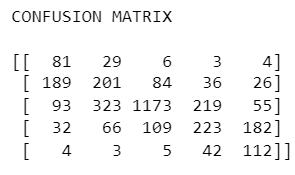 CONFUSION MATRIX
[[ 81 29 6 3 4]
[ 189 201 84 36 26]
[ 93 323 1173 219 55]
[ 32 66 109 223 182]
[ 4 3 5 42 112]]